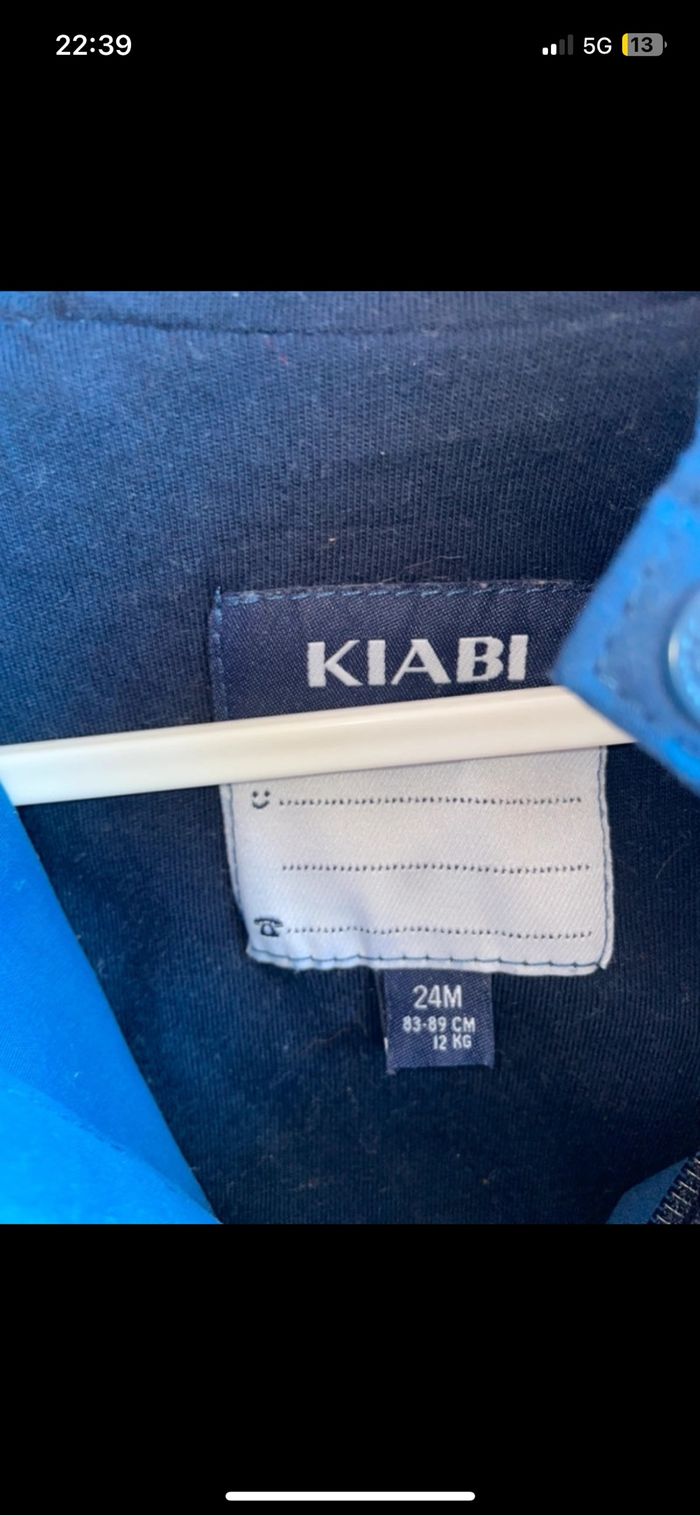 22:39
5G 13
KIABI
24M
83-89 CM
12 KG